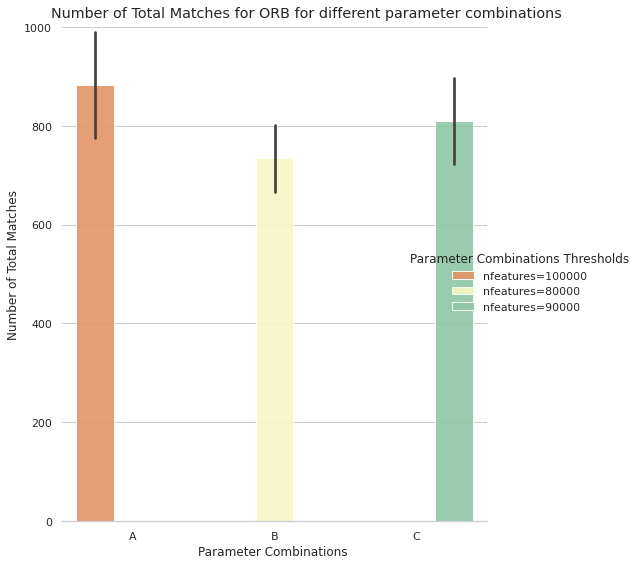 Number of Total Matches for ORB for different parameter combinations
1000
800
600
400
200
0
Number of Total Matches
A B C
Parameter Combinations
Parameter Combinations Thresholds
nfeatures=100000
nfeatures=80000
nfeatures=90000